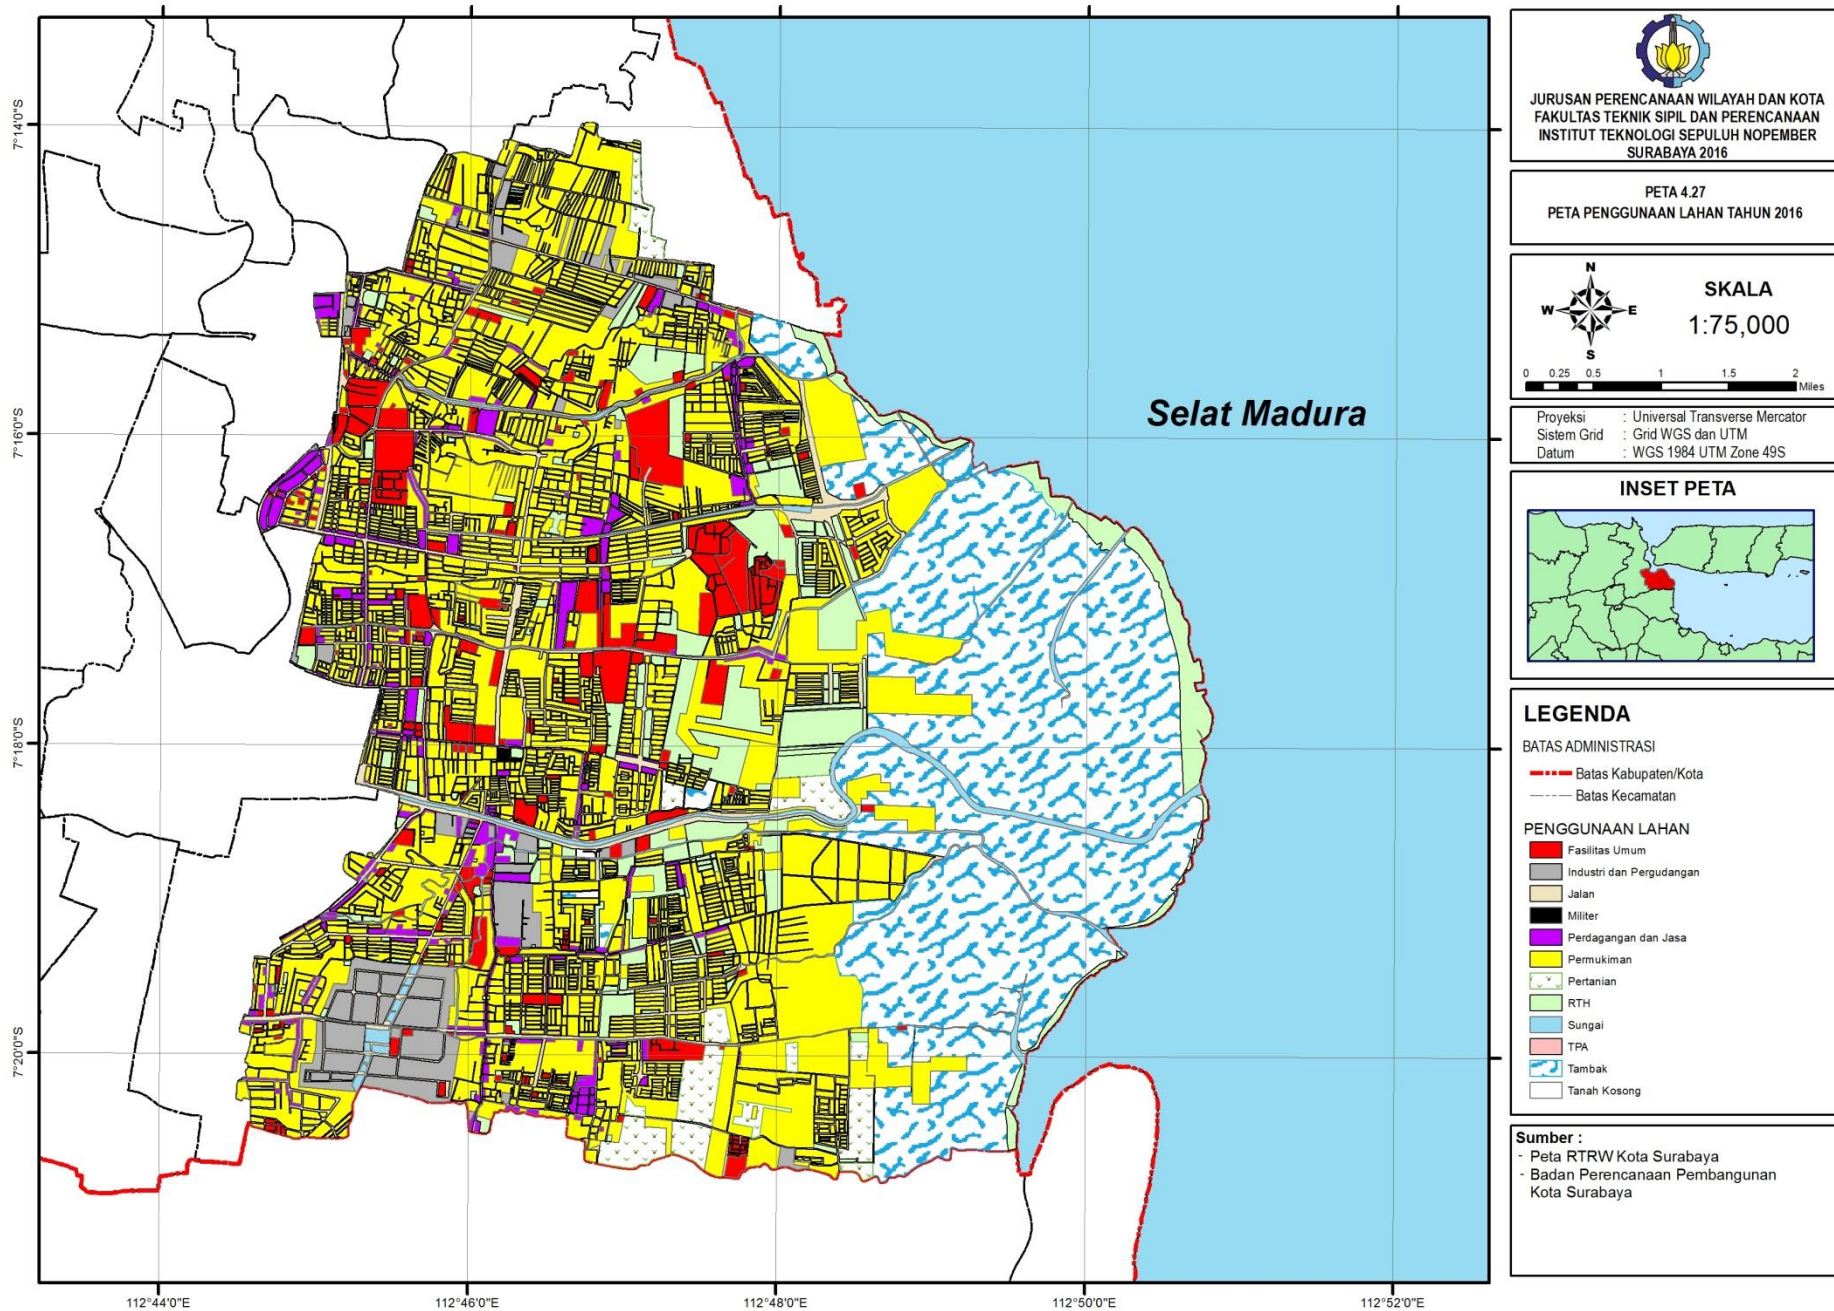 7°14'0"S
7°16'0"S
7°18'0"S
7°20'0"S
112°44'0"E
112°46'0"E
112°48'0"E
112°50'0"E
112°52'0"E
Selat Madura
JURUSAN PERENCANAAN WILAYAH DAN KOTA
FAKULTAS TEKNIK SIPIL DAN PERENCANAAN
INSTITUT TEKNOLOGI SEPULUH NOPEMBER
SURABAYA 2016
PETA 4.27
PETA PENGGUNAAN LAHAN TAHUN 2016
N
W E
S
SKALA
1:75,000
0 0.25 0.5 1 1.5 2
Miles
Proyeksi : Universal Transverse Mercator
Sistem Grid : Grid WGS dan UTM
Datum : WGS 1984 UTM Zone 49S
INSET PETA
LEGENDA
BATAS ADMINISTRASI
Batas Kabupaten/Kota
Batas Kecamatan
PENGGUNAAN LAHAN
Fasilitas Umum
Industri dan Pergudangan
Jalan
Militer
Perdagangan dan Jasa
Permukiman
Pertanian
RTH
Sungai
TPA
Tambak
Tanah Kosong
Sumber :
- Peta RTRW Kota Surabaya
- Badan Perencanaan Pembangunan
Kota Surabaya